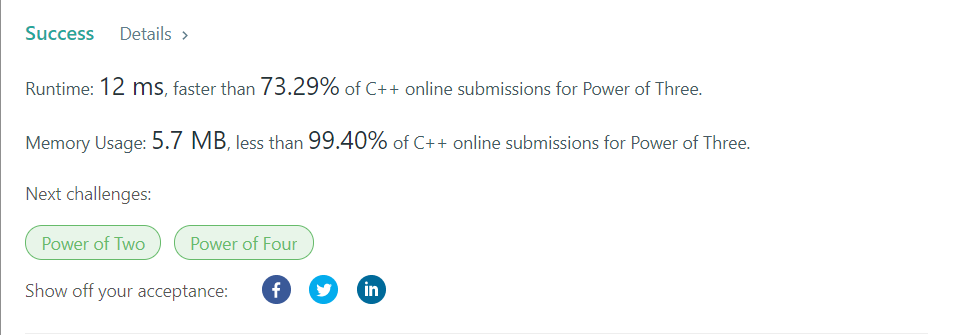 Success Details >
Runtime: 12 ms, faster than 73.29% of C++ online submissions for Power of Three.
Memory Usage: 5.7 MB, less than 99.40% of C++ online submissions for Power of Three.
Next challenges:
Power of Two Power of Four
Show off your acceptance: f in